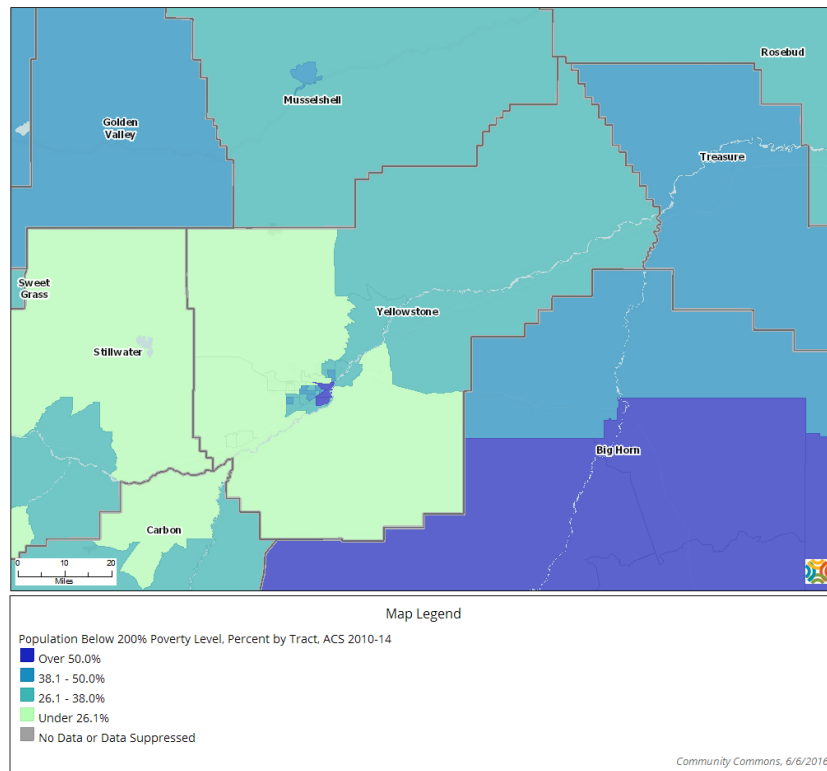 Rosebud
Musselshell
Golden
Valley
Treasure
Sweet
Grass
Yellowstone
Stillwater
Big Horn
Carbon
0 10 20
Miles
Map Legend
Population Below 200% Poverty Level, Percent by Tract, ACS 2010-14
Over 50.0%
38.1 - 50.0%
26.1 - 38.0%
Under 26.1%
No Data or Data Suppressed
Community Commons, 6/6/2016